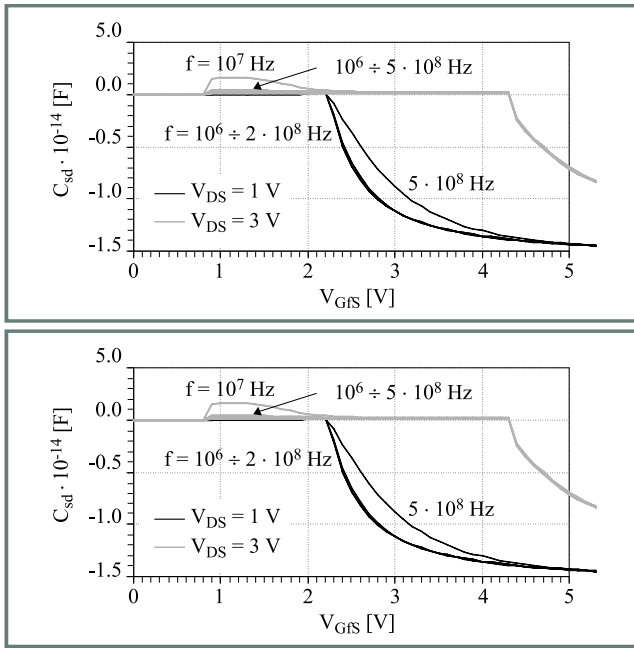 5.0
f = 10⁷ Hz
10⁶ ÷ 5 · 10⁸ Hz
0.0
f = 10⁶ ÷ 2 · 10⁸ Hz
-0.5
5 · 10⁸ Hz
V_DS = 1 V
-1.0
V_DS = 3 V
-1.5
C_sd · 10⁻¹⁴ [F]
0 1 2 3 4 5
V_GfS [V]
5.0
f = 10⁷ Hz
10⁶ ÷ 5 · 10⁸ Hz
0.0
f = 10⁶ ÷ 2 · 10⁸ Hz
-0.5
5 · 10⁸ Hz
V_DS = 1 V
-1.0
V_DS = 3 V
-1.5
C_sd · 10⁻¹⁴ [F]
0 1 2 3 4 5
V_GfS [V]